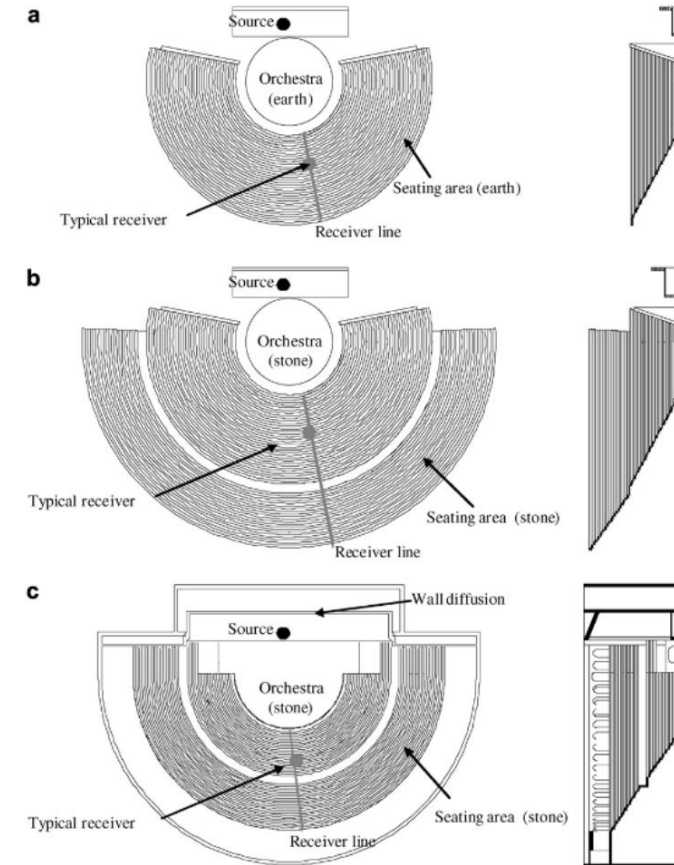 a
Source
Orchestra
(earth)
Seating area (earth)
Typical receiver
Receiver line
b
Source
Orchestra
(stone)
Typical receiver
Seating area (stone)
Receiver line
c
Wall diffusion
Source
Orchestra
(stone)
Seating area (stone)
Typical receiver
Receiver line